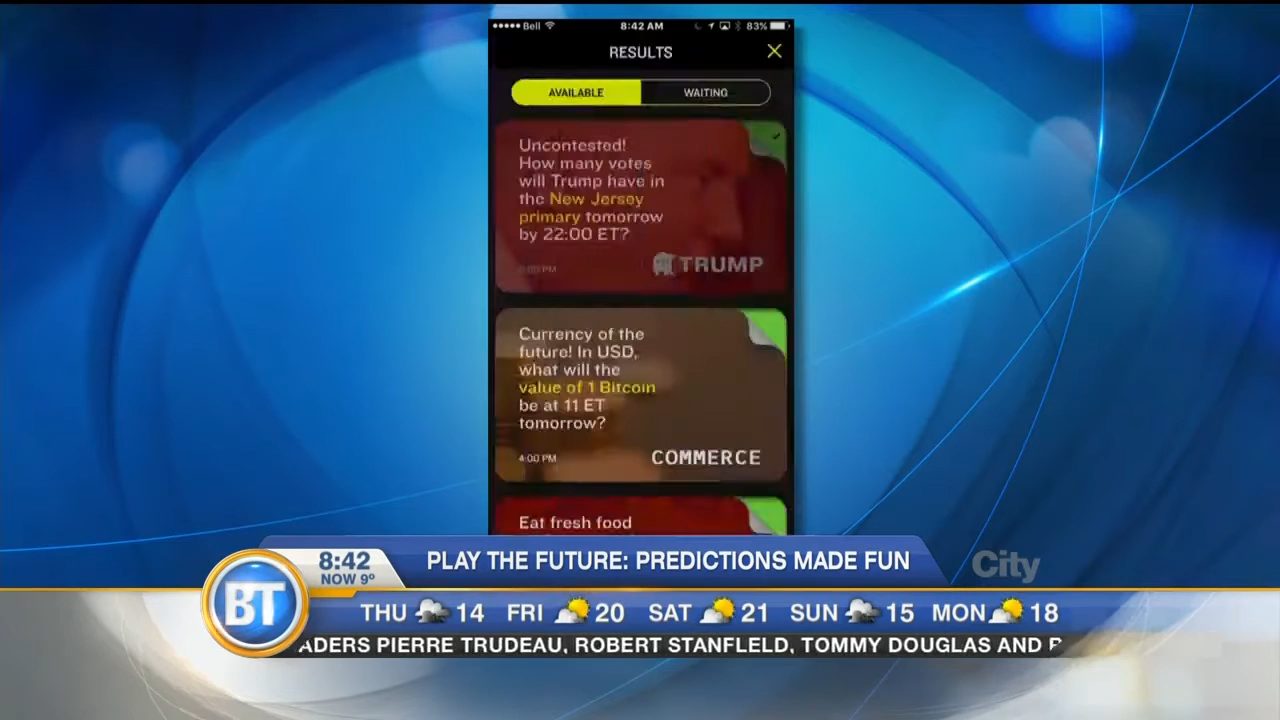 Bell 8:42 AM 83%
RESULTS
AVAILABLE WAITING
Uncontested!
How many votes
will Trump have in
the New Jersey
primary tomorrow
by 22:00 ET?
TRUMP
Currency of the
future! In USD,
what will the
value of 1 Bitcoin
be at 11 ET
tomorrow?
4:00 PM COMMERCE
Eat fresh food
8:42
NOW 9°
PLAY THE FUTURE: PREDICTIONS MADE FUN
City
BT
THU 14 FRI 20 SAT 21 SUN 15 MON 18
ADERS PIERRE TRUDEAU, ROBERT STANFLELD, TOMMY DOUGLAS AND